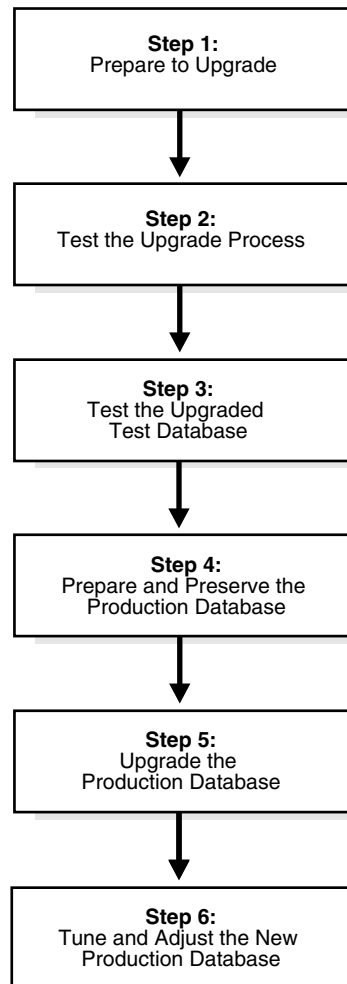 Step 1:
Prepare to Upgrade
Step 2:
Test the Upgrade Process
Step 3:
Test the Upgraded
Test Database
Step 4:
Prepare and Preserve the
Production Database
Step 5:
Upgrade the
Production Database
Step 6:
Tune and Adjust the New
Production Database